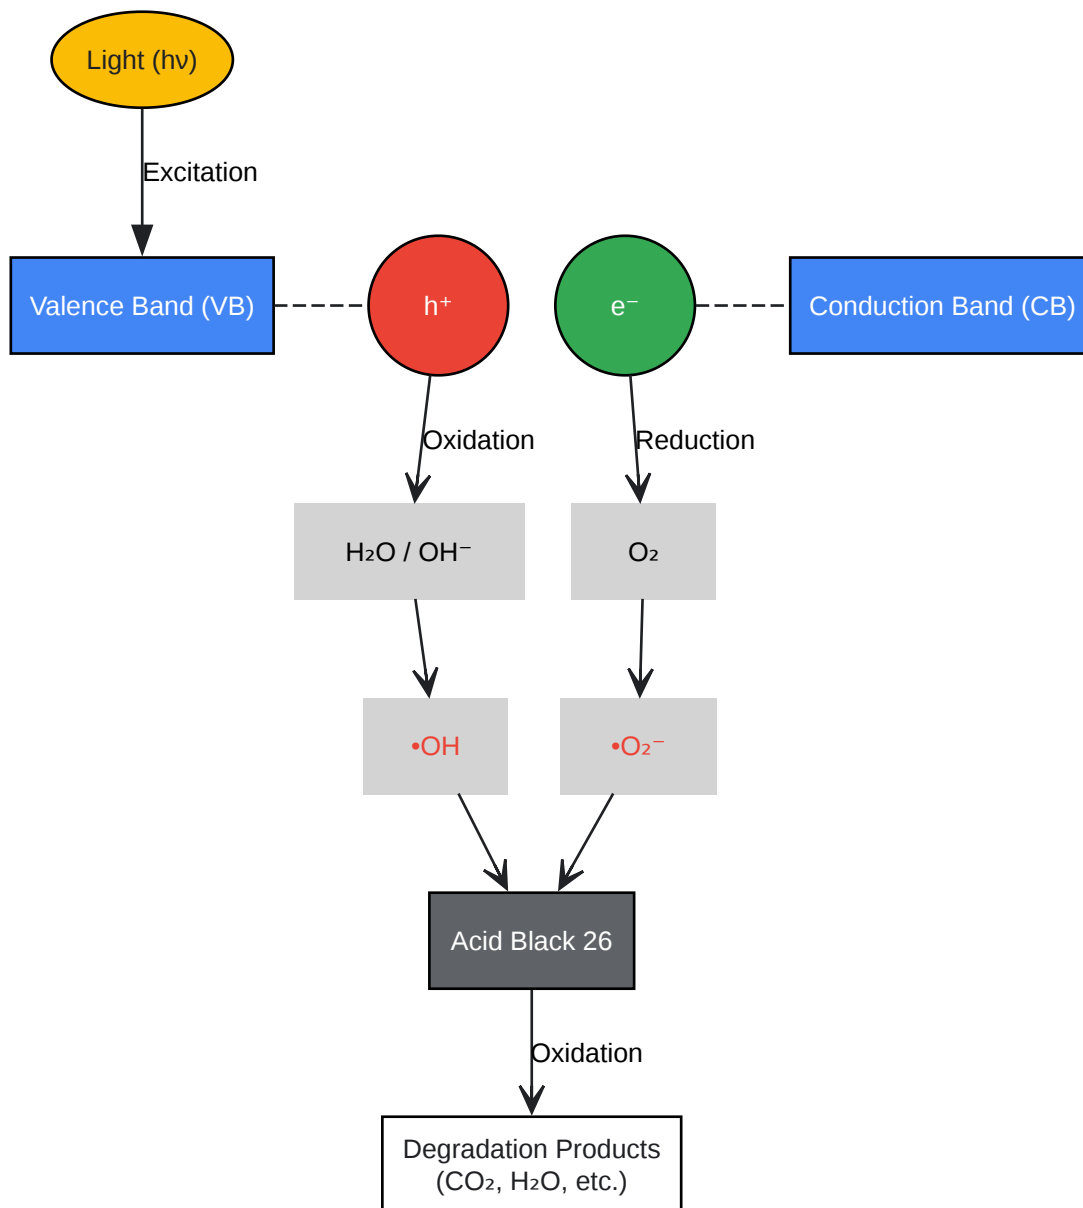 Light (hν)
Excitation
Valence Band (VB)
h⁺
e⁻
Conduction Band (CB)
Oxidation
Reduction
H₂O / OH⁻
O₂
•OH
•O₂⁻
Acid Black 26
Oxidation
Degradation Products
(CO₂, H₂O, etc.)